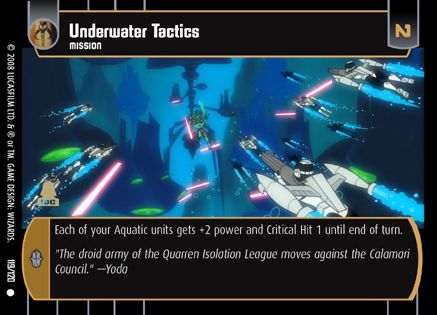 Underwater Tactics
MISSION
N
© 2008 LUCASFILM LTD. & ® or TM. GAME DESIGN: WIZARDS.
IDC
Each of your Aquatic units gets +2 power and Critical Hit 1 until end of turn.
"The droid army of the Quarren Isolation League moves against the Calamari
Council." —Yoda
119/120